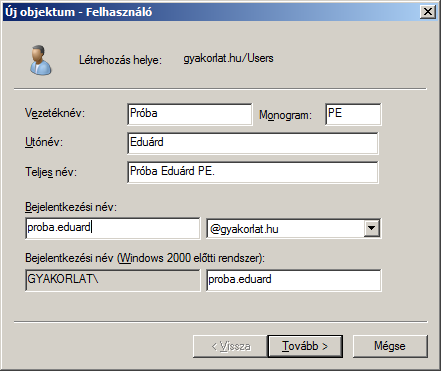 Új objektum - Felhasználó
Létrehozás helye: gyakorlat.hu/Users
Vezetéknév: Próba Monogram: PE
Utónév: Eduárd
Teljes név: Próba Eduárd PE.
Bejelentkezési név:
proba.eduard @gyakorlat.hu
Bejelentkezési név (Windows 2000 előtti rendszer):
GYAKORLAT\ proba.eduard
< Vissza Tovább > Mégse